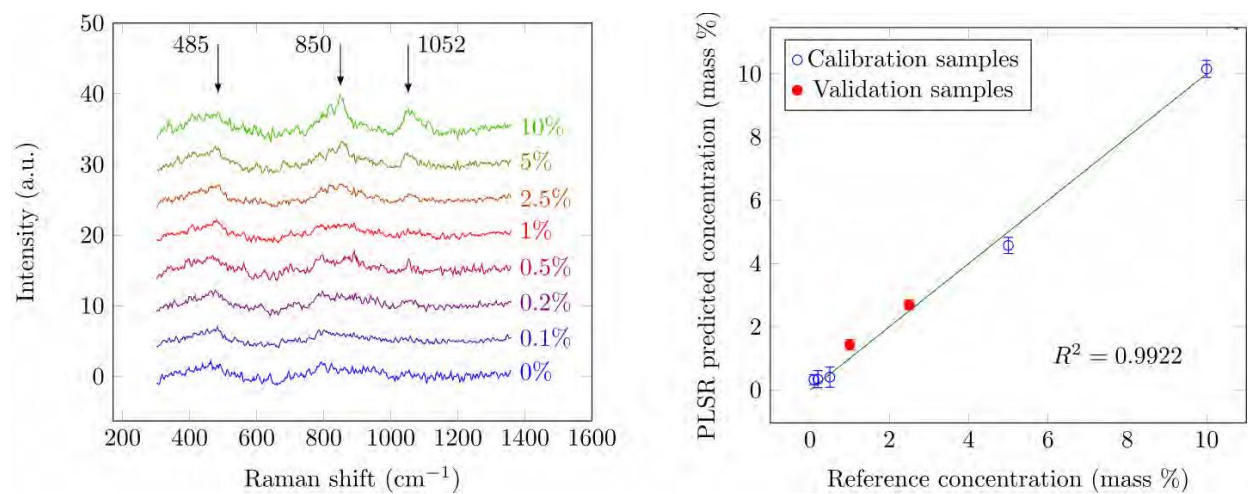 50
40
30
20
10
0
Intensity (a.u.)
485
850
1052
10%
5%
2.5%
1%
0.5%
0.2%
0.1%
0%
200 400 600 800 1000 1200 1400 1600
Raman shift (cm⁻¹)
PLSR predicted concentration (mass %)
10
8
6
4
2
0
Calibration samples
Validation samples
R² = 0.9922
0 2 4 6 8 10
Reference concentration (mass %)